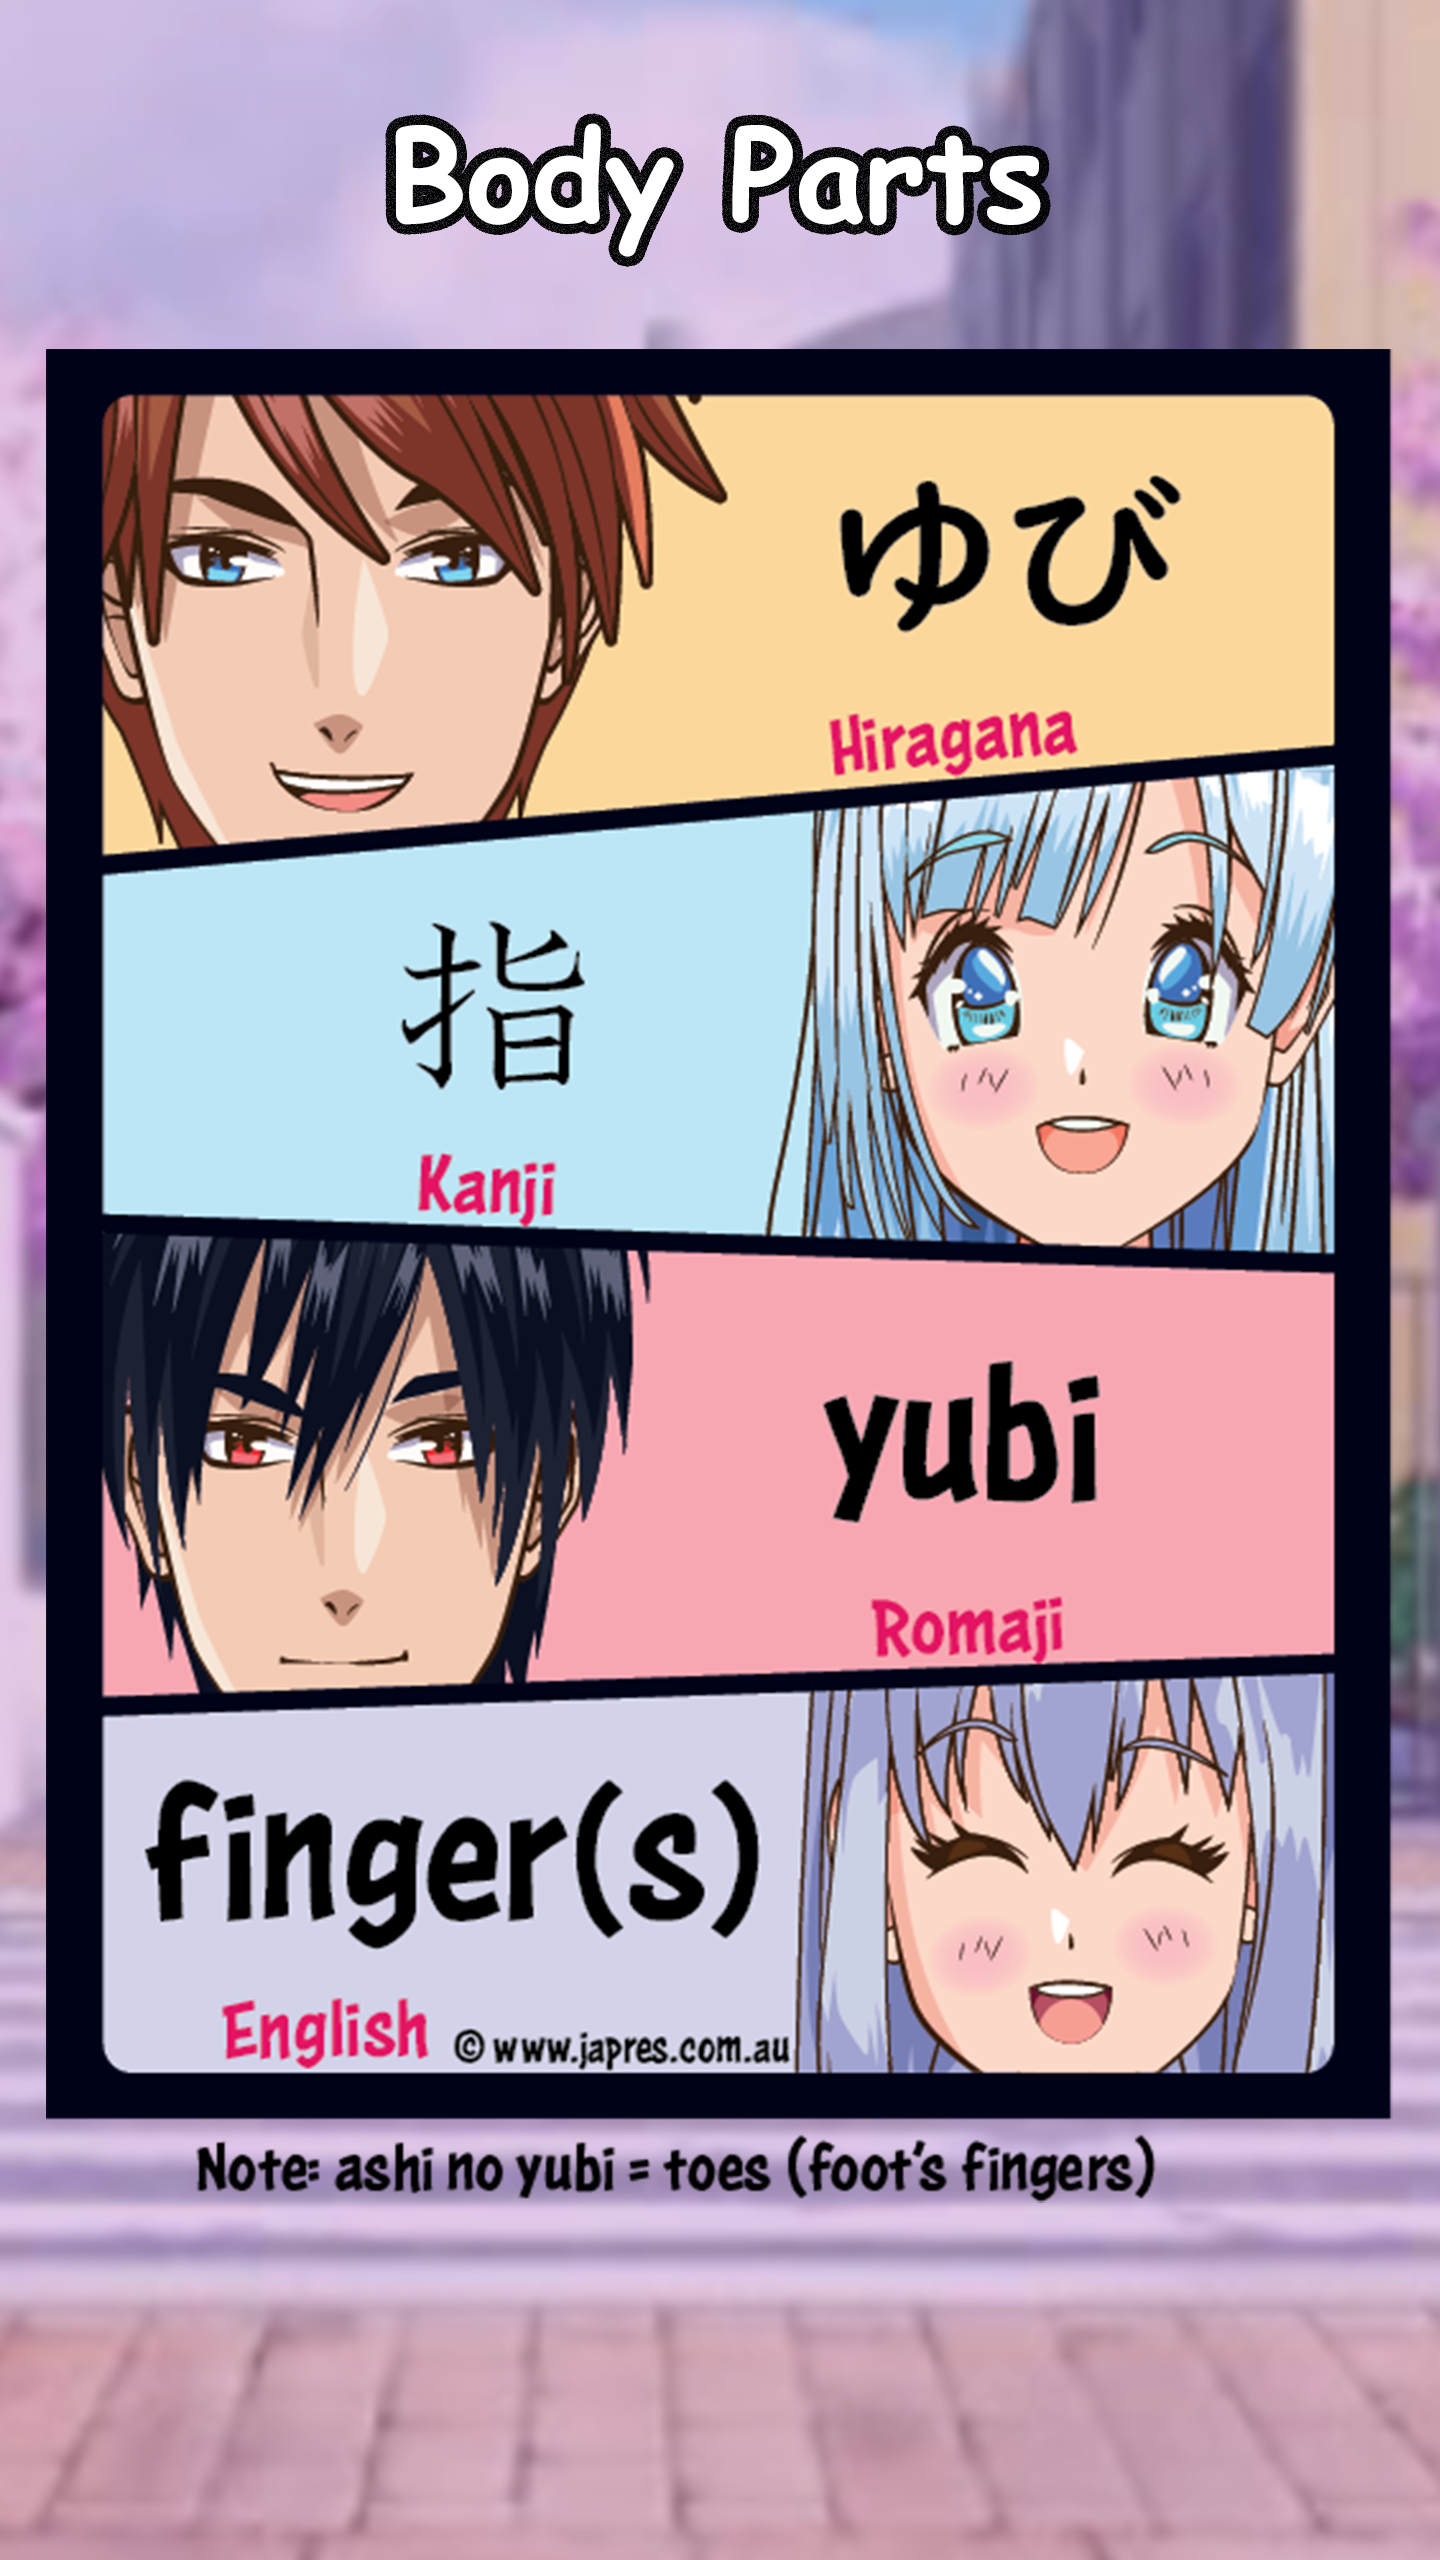 Body Parts
ゆび
Hiragana
指
Kanji
yubi
Romaji
finger(s)
English © www.japres.com.au
Note: ashi no yubi = toes (foot's fingers)